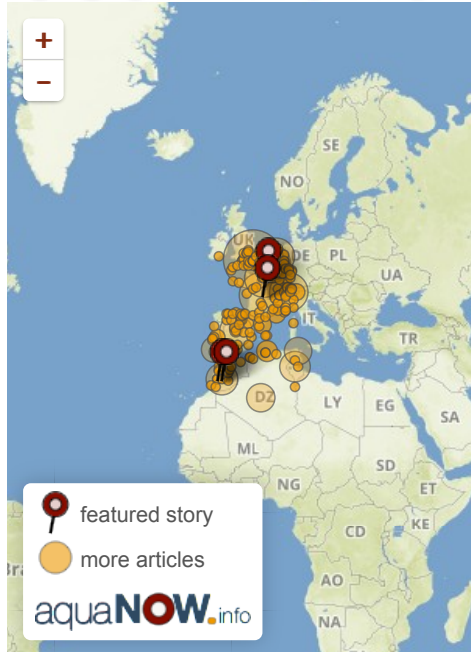 +
−
SE
NO
UK
DE
PL
UA
IT
TR
DZ
LY
EG
SA
ML
NG
SD
ET
KE
CD
AO
NA
featured story
more articles
aquaNOW.info